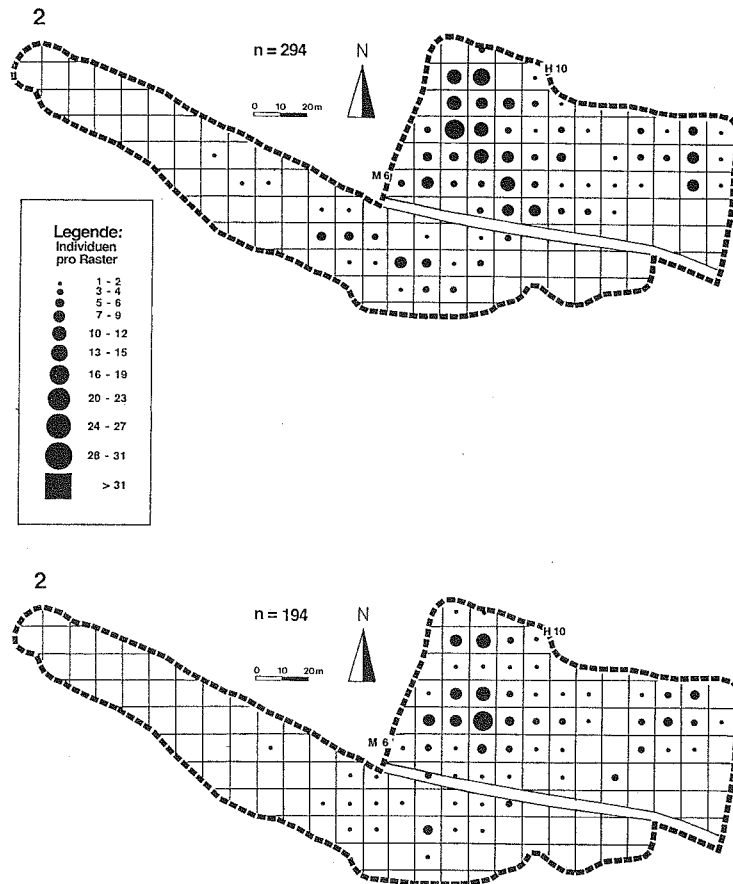 2
n = 294
N
H 10
0 10 20m
M 6
Legende:
Individuen
pro Raster
1 - 2
3 - 4
5 - 6
7 - 9
10 - 12
13 - 15
16 - 19
20 - 23
24 - 27
28 - 31
> 31
2
n = 194
N
H 10
0 10 20m
M 6